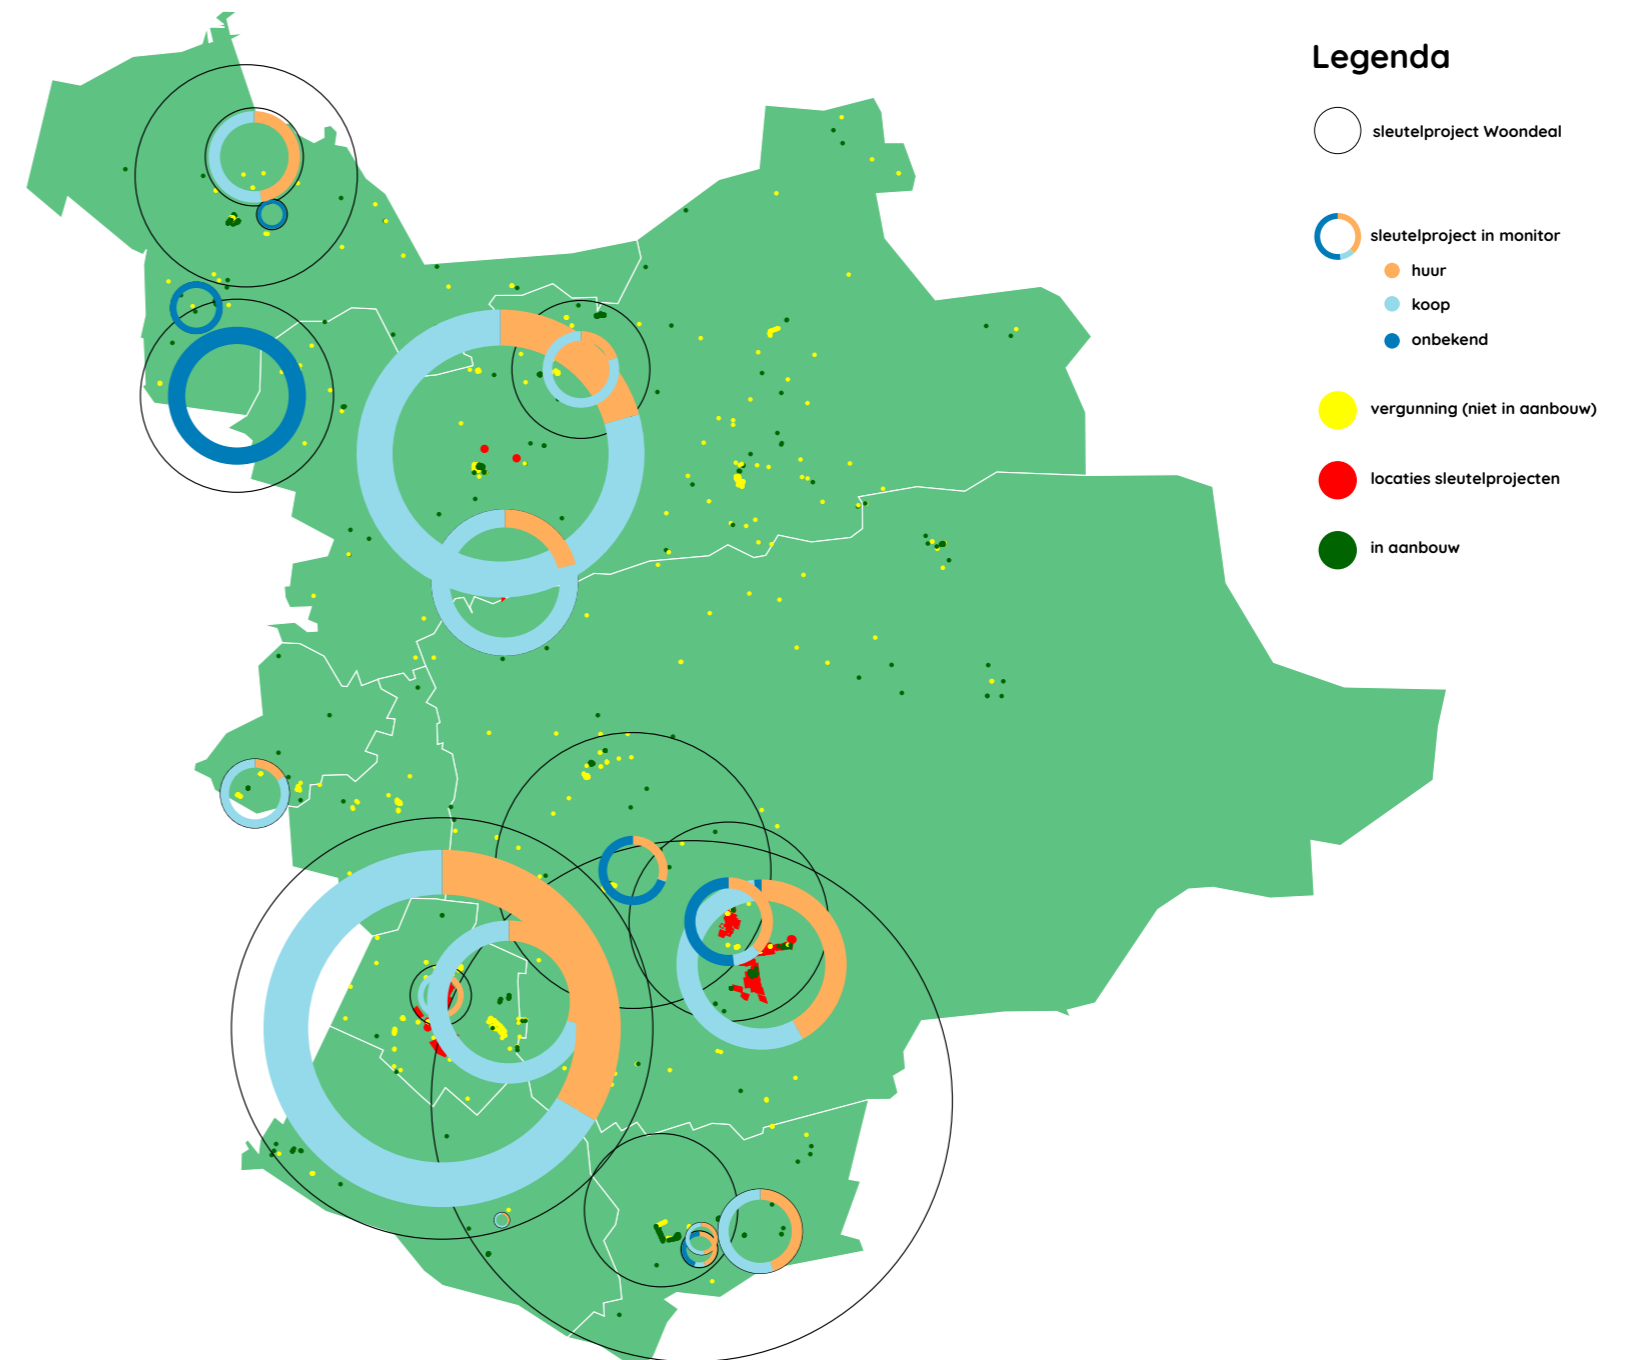 Legenda
sleutelproject Woondeal
sleutelproject in monitor
huur
koop
onbekend
vergunning (niet in aanbouw)
locaties sleutelprojecten
in aanbouw